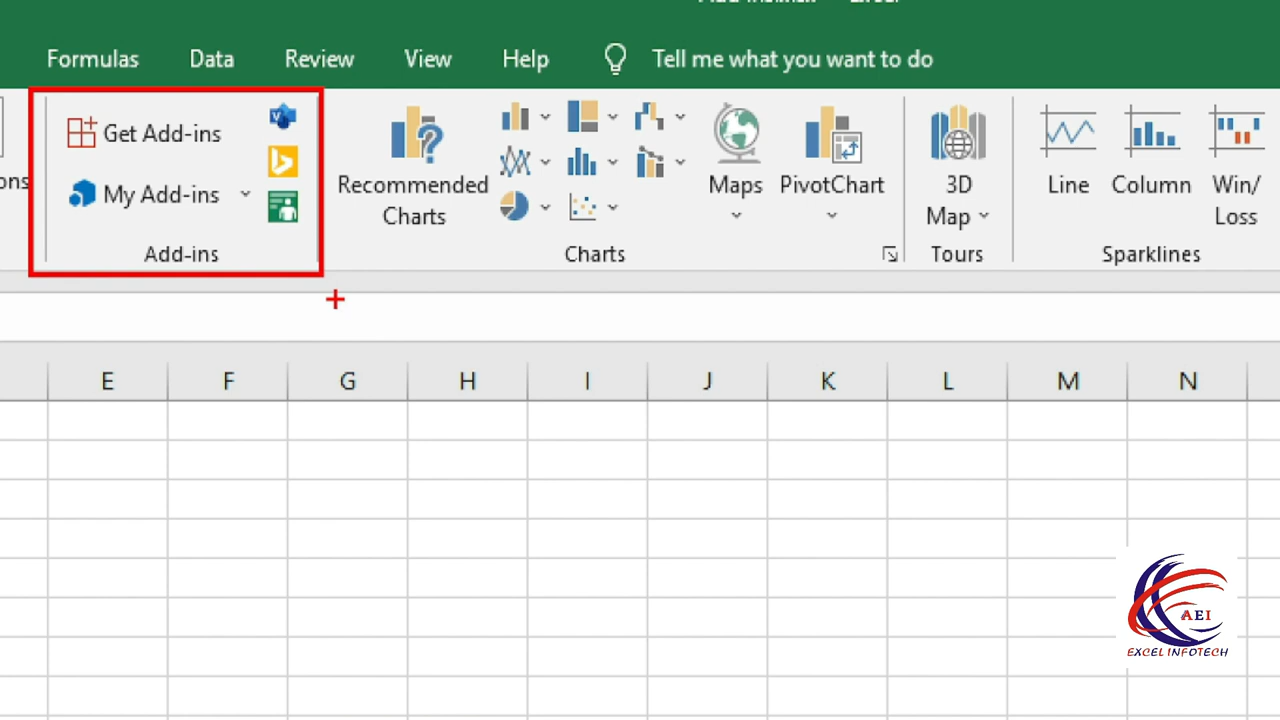 Formulas Data Review View Help Tell me what you want to do
Get Add-ins
My Add-ins
Add-ins
Recommended
Charts
Charts
Maps
PivotChart
3D
Map
Tours
Line
Column
Win/
Loss
Sparklines
E F G H I J K L M N
AEI
EXCEL INFOTECH